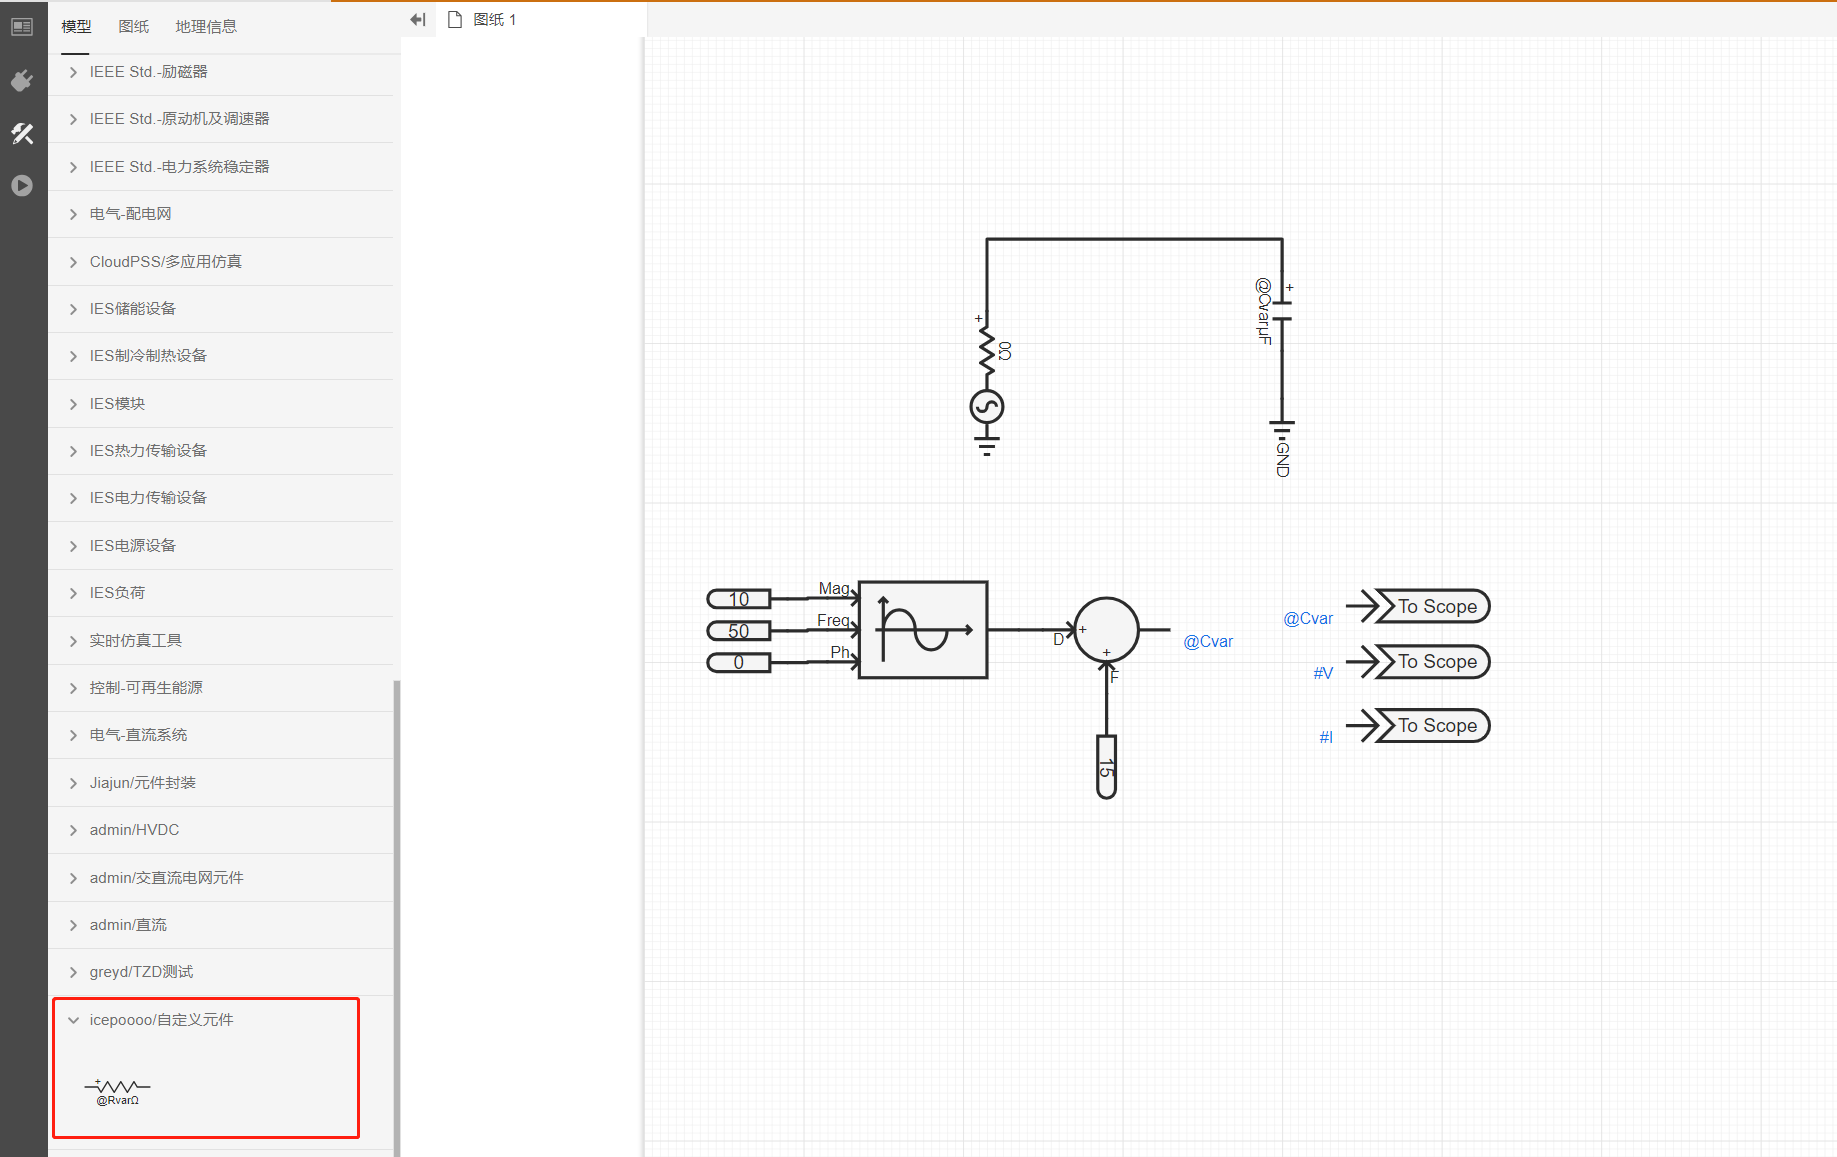 模型 图纸 地理信息
图纸 1
IEEE Std.-励磁器
IEEE Std.-原动机及调速器
IEEE Std.-电力系统稳定器
电气-配电网
CloudPSS/多应用仿真
IES储能设备
IES制冷制热设备
IES模块
IES热力传输设备
IES电力传输设备
IES电源设备
IES负荷
实时仿真工具
控制-可再生能源
电气-直流系统
Jiajun/元件封装
admin/HVDC
admin/交直流电网元件
admin/直流
greyd/TZD测试
icepoooo/自定义元件
+
@RvarΩ
+
0Ω
+
@CvarμF
GND
10
50
0
Mag
Freq
Ph
D
+
+
F
15
@Cvar
@Cvar
To Scope
#V
To Scope
#I
To Scope